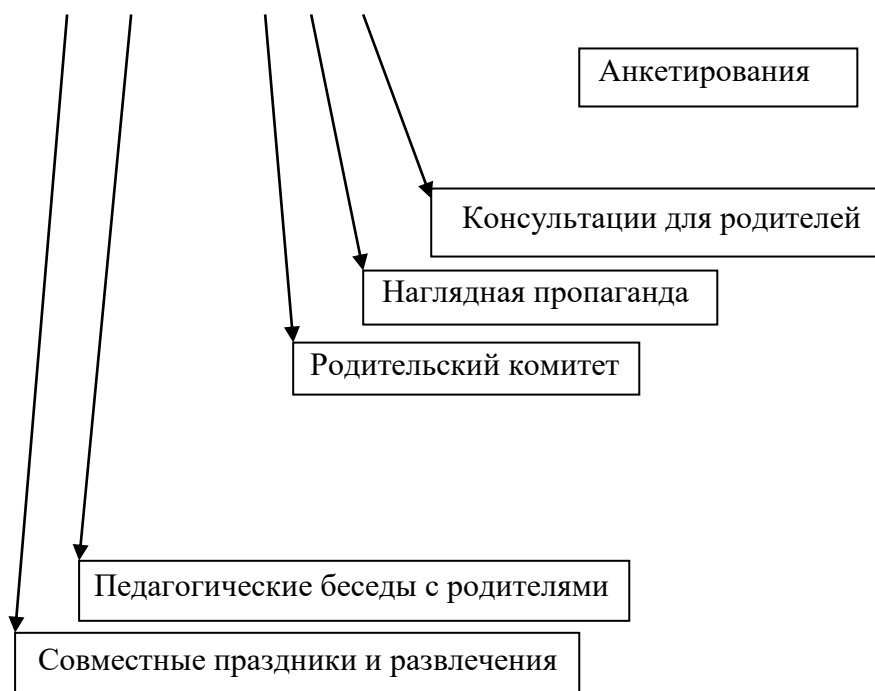 Анкетирования
Консультации для родителей
Наглядная пропаганда
Родительский комитет
Педагогические беседы с родителями
Совместные праздники и развлечения